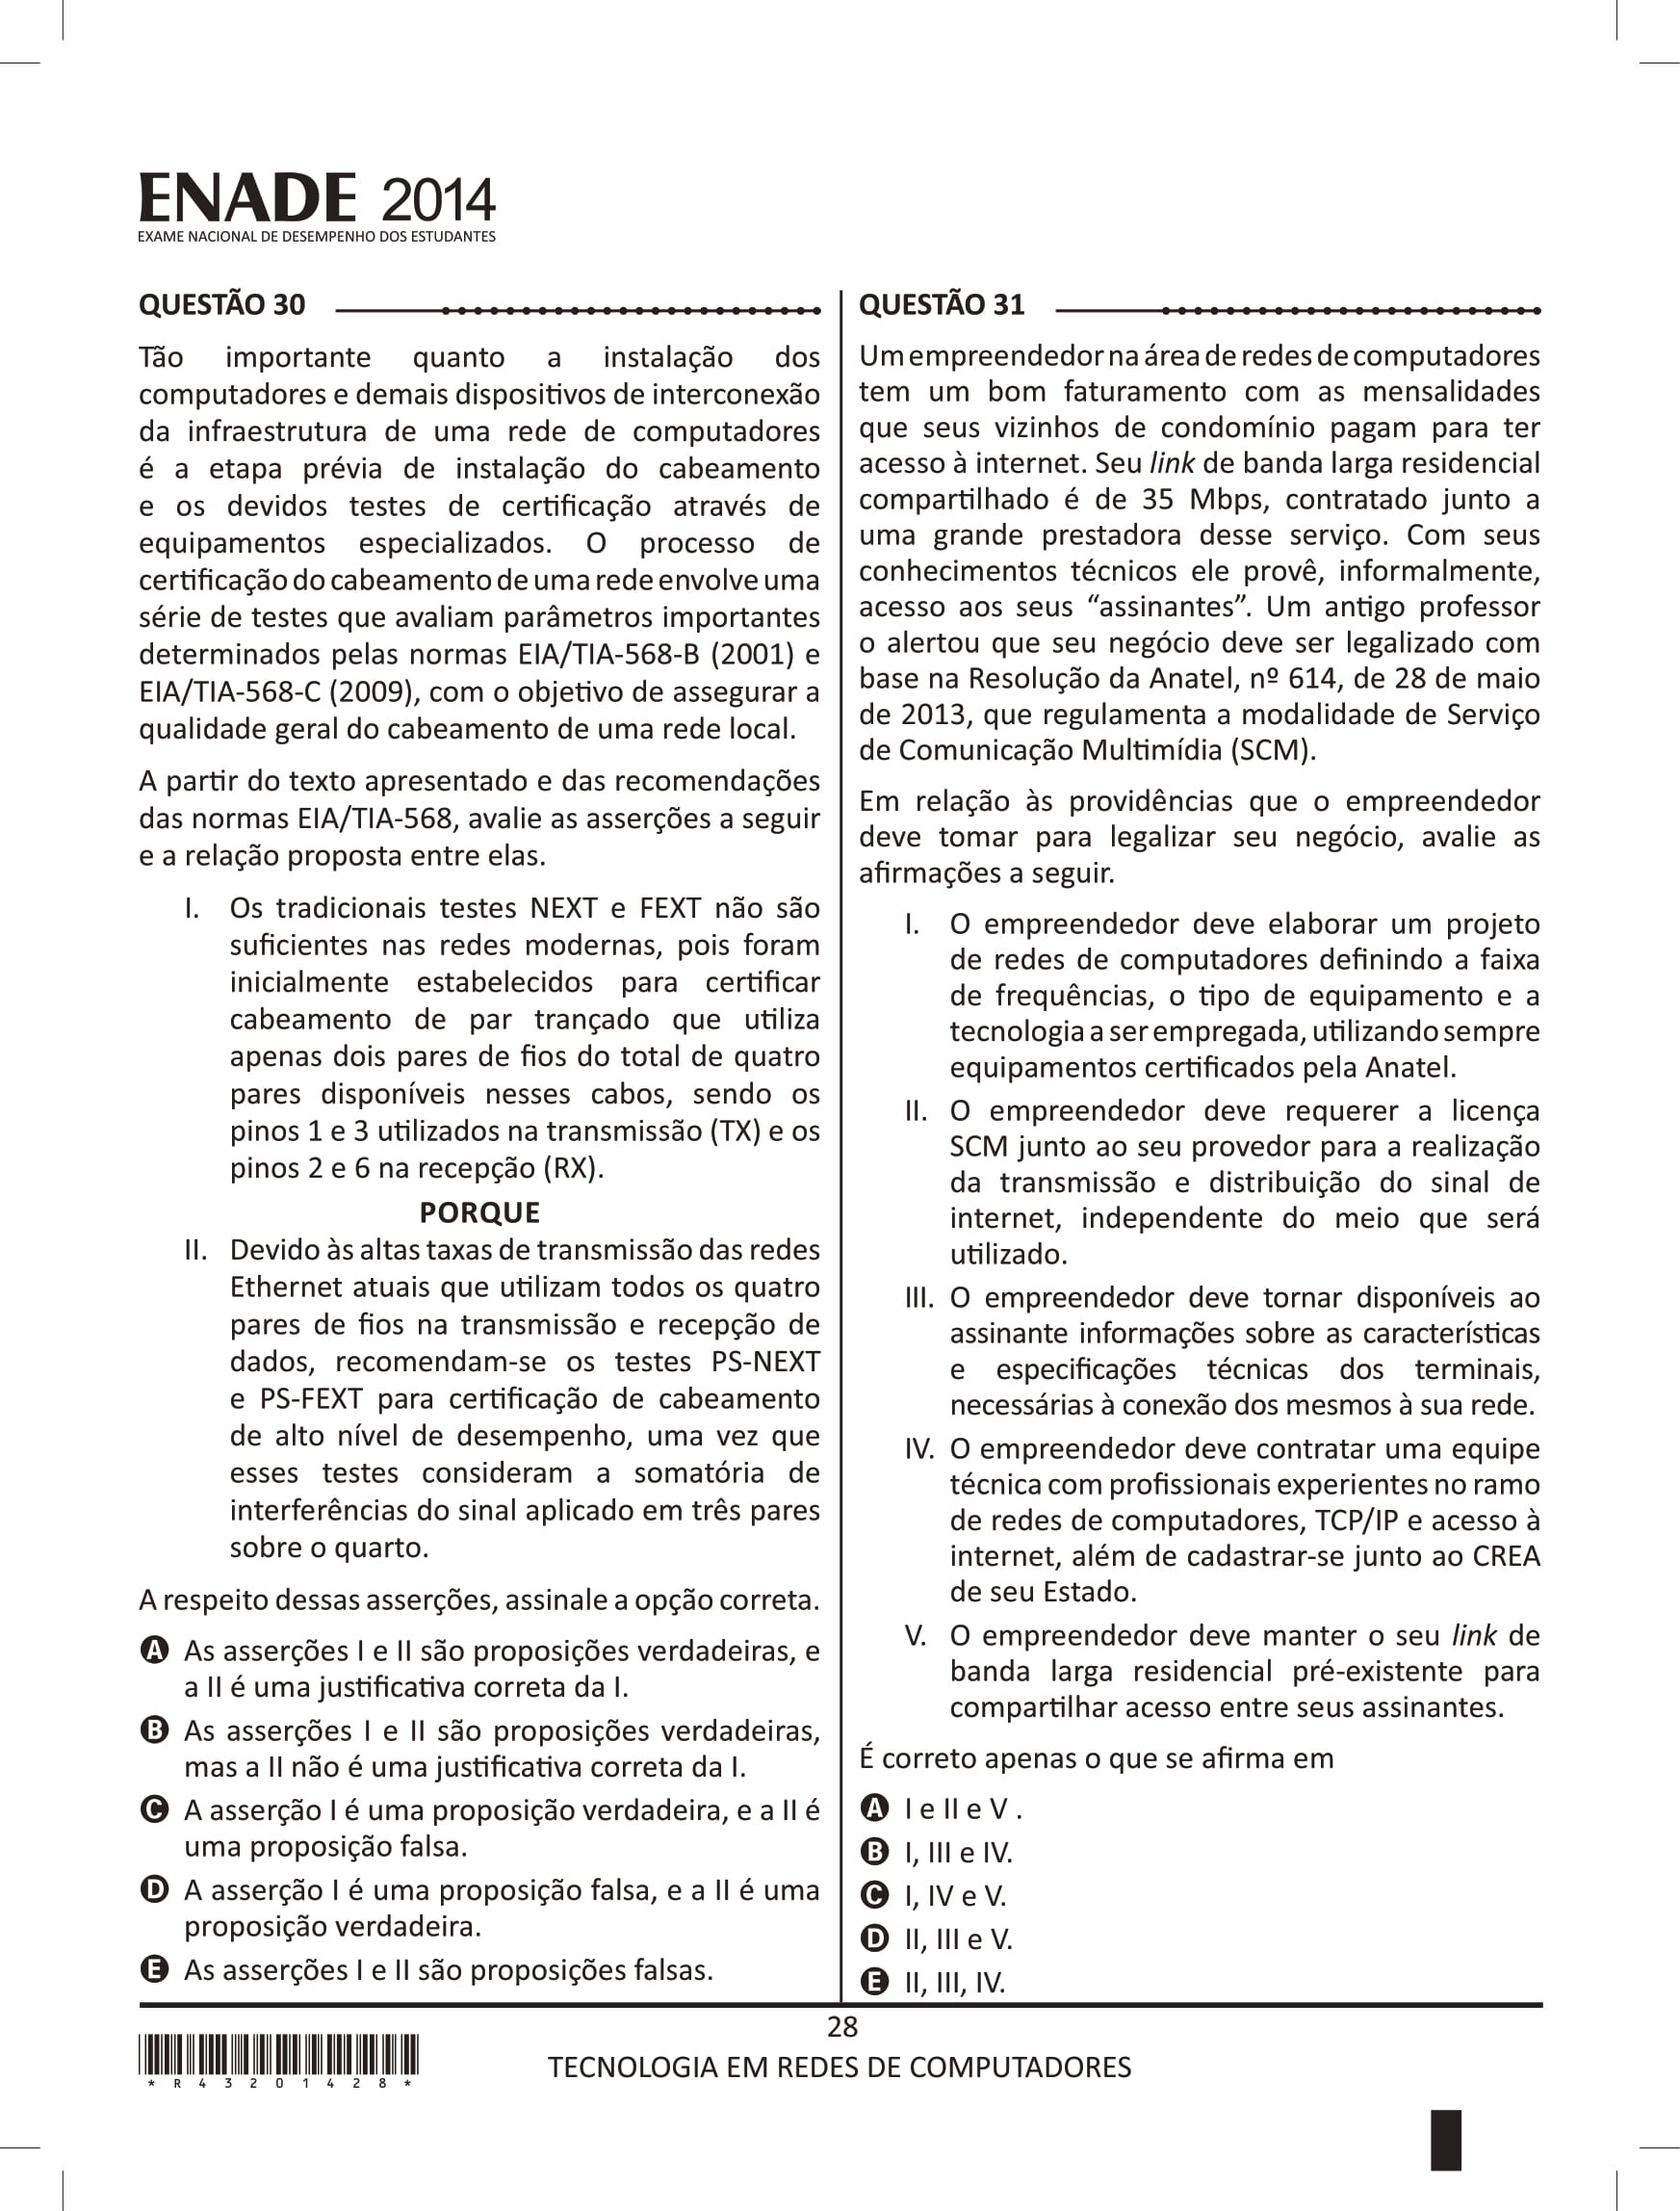 ENADE 2014
EXAME NACIONAL DE DESEMPENHO DOS ESTUDANTES
QUESTÃO 30
Tão importante quanto a instalação dos
computadores e demais dispositivos de interconexão
da infraestrutura de uma rede de computadores
é a etapa prévia de instalação do cabeamento
e os devidos testes de certificação através de
equipamentos especializados. O processo de
certificação do cabeamento de uma rede envolve uma
série de testes que avaliam parâmetros importantes
determinados pelas normas EIA/TIA-568-B (2001) e
EIA/TIA-568-C (2009), com o objetivo de assegurar a
qualidade geral do cabeamento de uma rede local.
A partir do texto apresentado e das recomendações
das normas EIA/TIA-568, avalie as asserções a seguir
e a relação proposta entre elas.
I. Os tradicionais testes NEXT e FEXT não são
suficientes nas redes modernas, pois foram
inicialmente estabelecidos para certificar
cabeamento de par trançado que utiliza
apenas dois pares de fios do total de quatro
pares disponíveis nesses cabos, sendo os
pinos 1 e 3 utilizados na transmissão (TX) e os
pinos 2 e 6 na recepção (RX).
PORQUE
II. Devido às altas taxas de transmissão das redes
Ethernet atuais que utilizam todos os quatro
pares de fios na transmissão e recepção de
dados, recomendam-se os testes PS-NEXT
e PS-FEXT para certificação de cabeamento
de alto nível de desempenho, uma vez que
esses testes consideram a somatória de
interferências do sinal aplicado em três pares
sobre o quarto.
A respeito dessas asserções, assinale a opção correta.
A As asserções I e II são proposições verdadeiras, e
a II é uma justificativa correta da I.
B As asserções I e II são proposições verdadeiras,
mas a II não é uma justificativa correta da I.
C A asserção I é uma proposição verdadeira, e a II é
uma proposição falsa.
D A asserção I é uma proposição falsa, e a II é uma
proposição verdadeira.
E As asserções I e II são proposições falsas.
QUESTÃO 31
Um empreendedor na área de redes de computadores
tem um bom faturamento com as mensalidades
que seus vizinhos de condomínio pagam para ter
acesso à internet. Seu link de banda larga residencial
compartilhado é de 35 Mbps, contratado junto a
uma grande prestadora desse serviço. Com seus
conhecimentos técnicos ele provê, informalmente,
acesso aos seus “assinantes”. Um antigo professor
o alertou que seu negócio deve ser legalizado com
base na Resolução da Anatel, nº 614, de 28 de maio
de 2013, que regulamenta a modalidade de Serviço
de Comunicação Multimídia (SCM).
Em relação às providências que o empreendedor
deve tomar para legalizar seu negócio, avalie as
afirmações a seguir.
I. O empreendedor deve elaborar um projeto
de redes de computadores definindo a faixa
de frequências, o tipo de equipamento e a
tecnologia a ser empregada, utilizando sempre
equipamentos certificados pela Anatel.
II. O empreendedor deve requerer a licença
SCM junto ao seu provedor para a realização
da transmissão e distribuição do sinal de
internet, independente do meio que será
utilizado.
III. O empreendedor deve tornar disponíveis ao
assinante informações sobre as características
e especificações técnicas dos terminais,
necessárias à conexão dos mesmos à sua rede.
IV. O empreendedor deve contratar uma equipe
técnica com profissionais experientes no ramo
de redes de computadores, TCP/IP e acesso à
internet, além de cadastrar-se junto ao CREA
de seu Estado.
V. O empreendedor deve manter o seu link de
banda larga residencial pré-existente para
compartilhar acesso entre seus assinantes.
É correto apenas o que se afirma em
A I e II e V .
B I, III e IV.
C I, IV e V.
D II, III e V.
E II, III, IV.
28
TECNOLOGIA EM REDES DE COMPUTADORES
* R 4 3 2 0 1 4 2 8 *